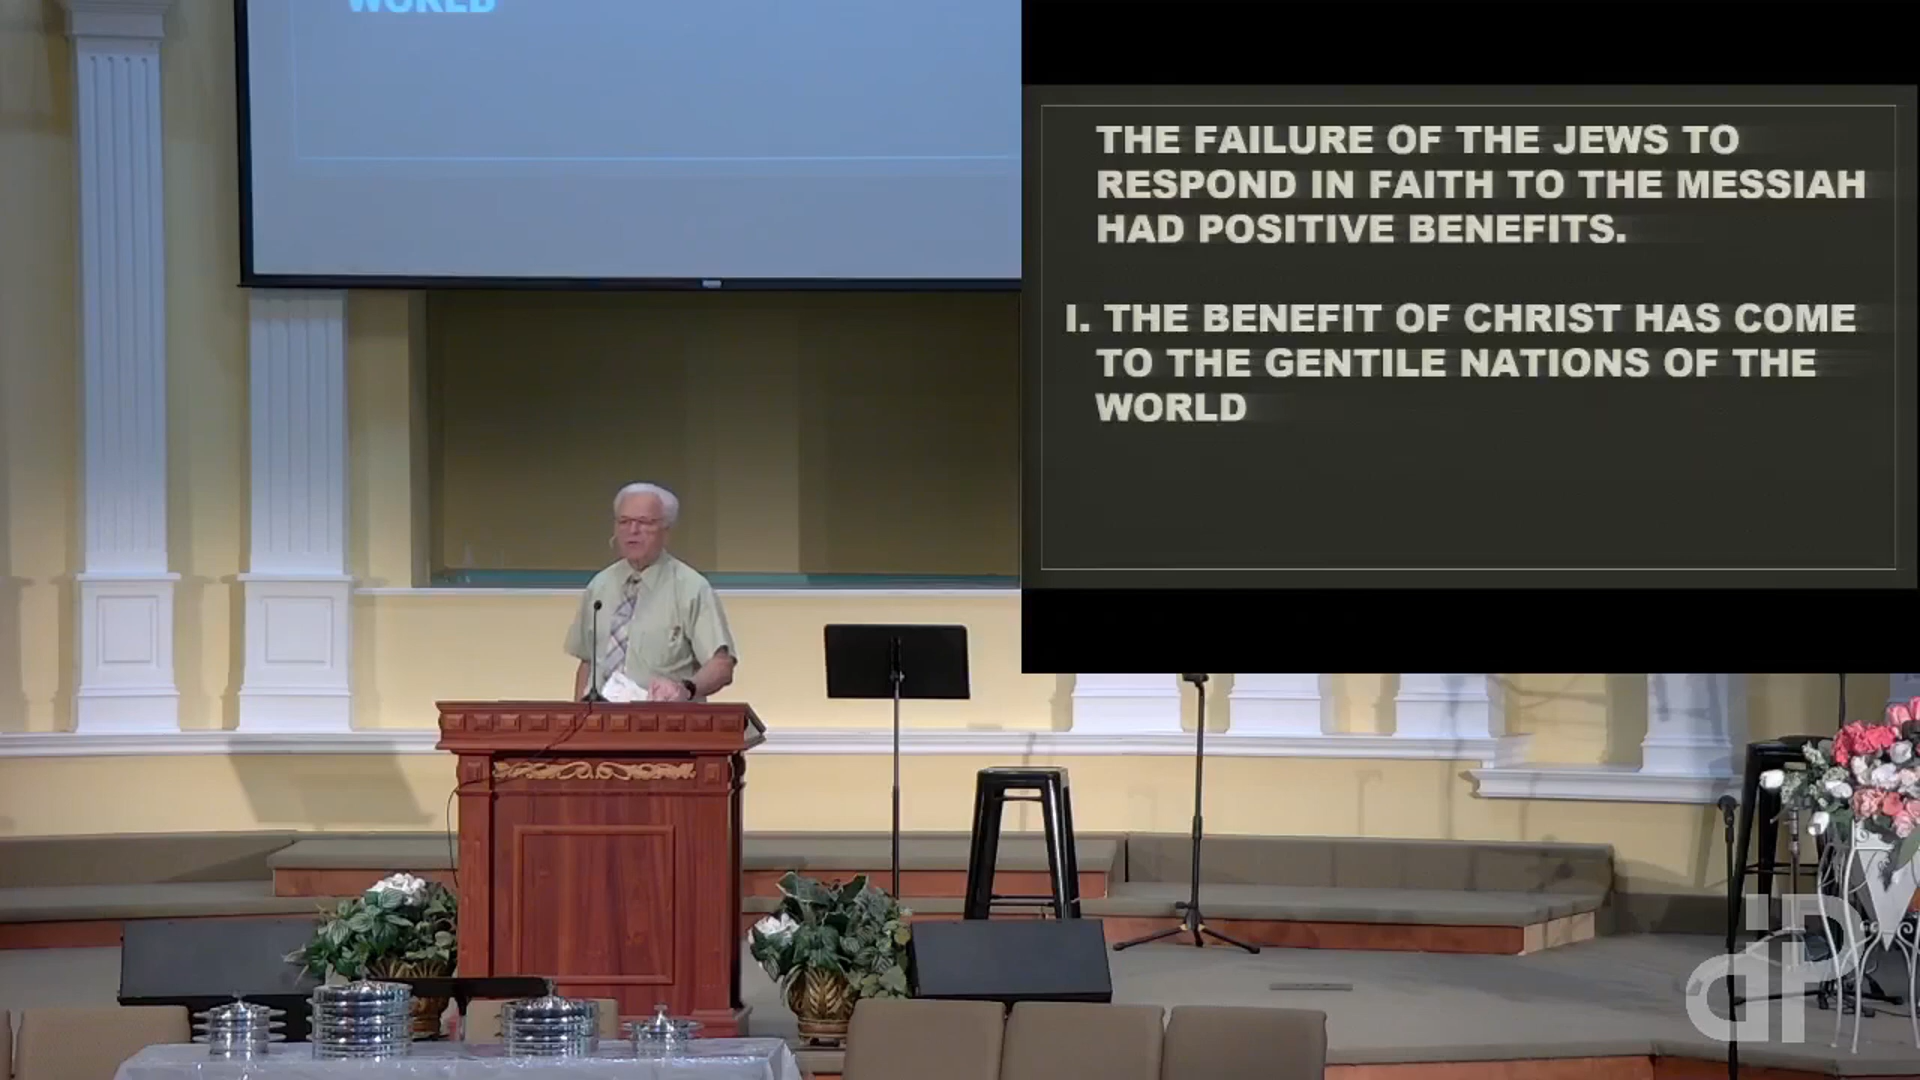 WORLD
THE FAILURE OF THE JEWS TO
RESPOND IN FAITH TO THE MESSIAH
HAD POSITIVE BENEFITS.
I. THE BENEFIT OF CHRIST HAS COME
TO THE GENTILE NATIONS OF THE
WORLD